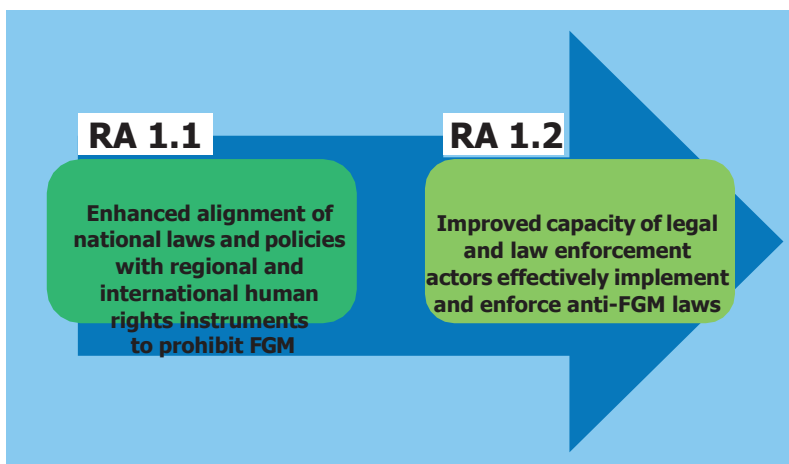 RA 1.1
Enhanced alignment of
national laws and policies
with regional and
international human
rights instruments
to prohibit FGM
RA 1.2
Improved capacity of legal
and law enforcement
actors effectively implement
and enforce anti-FGM laws